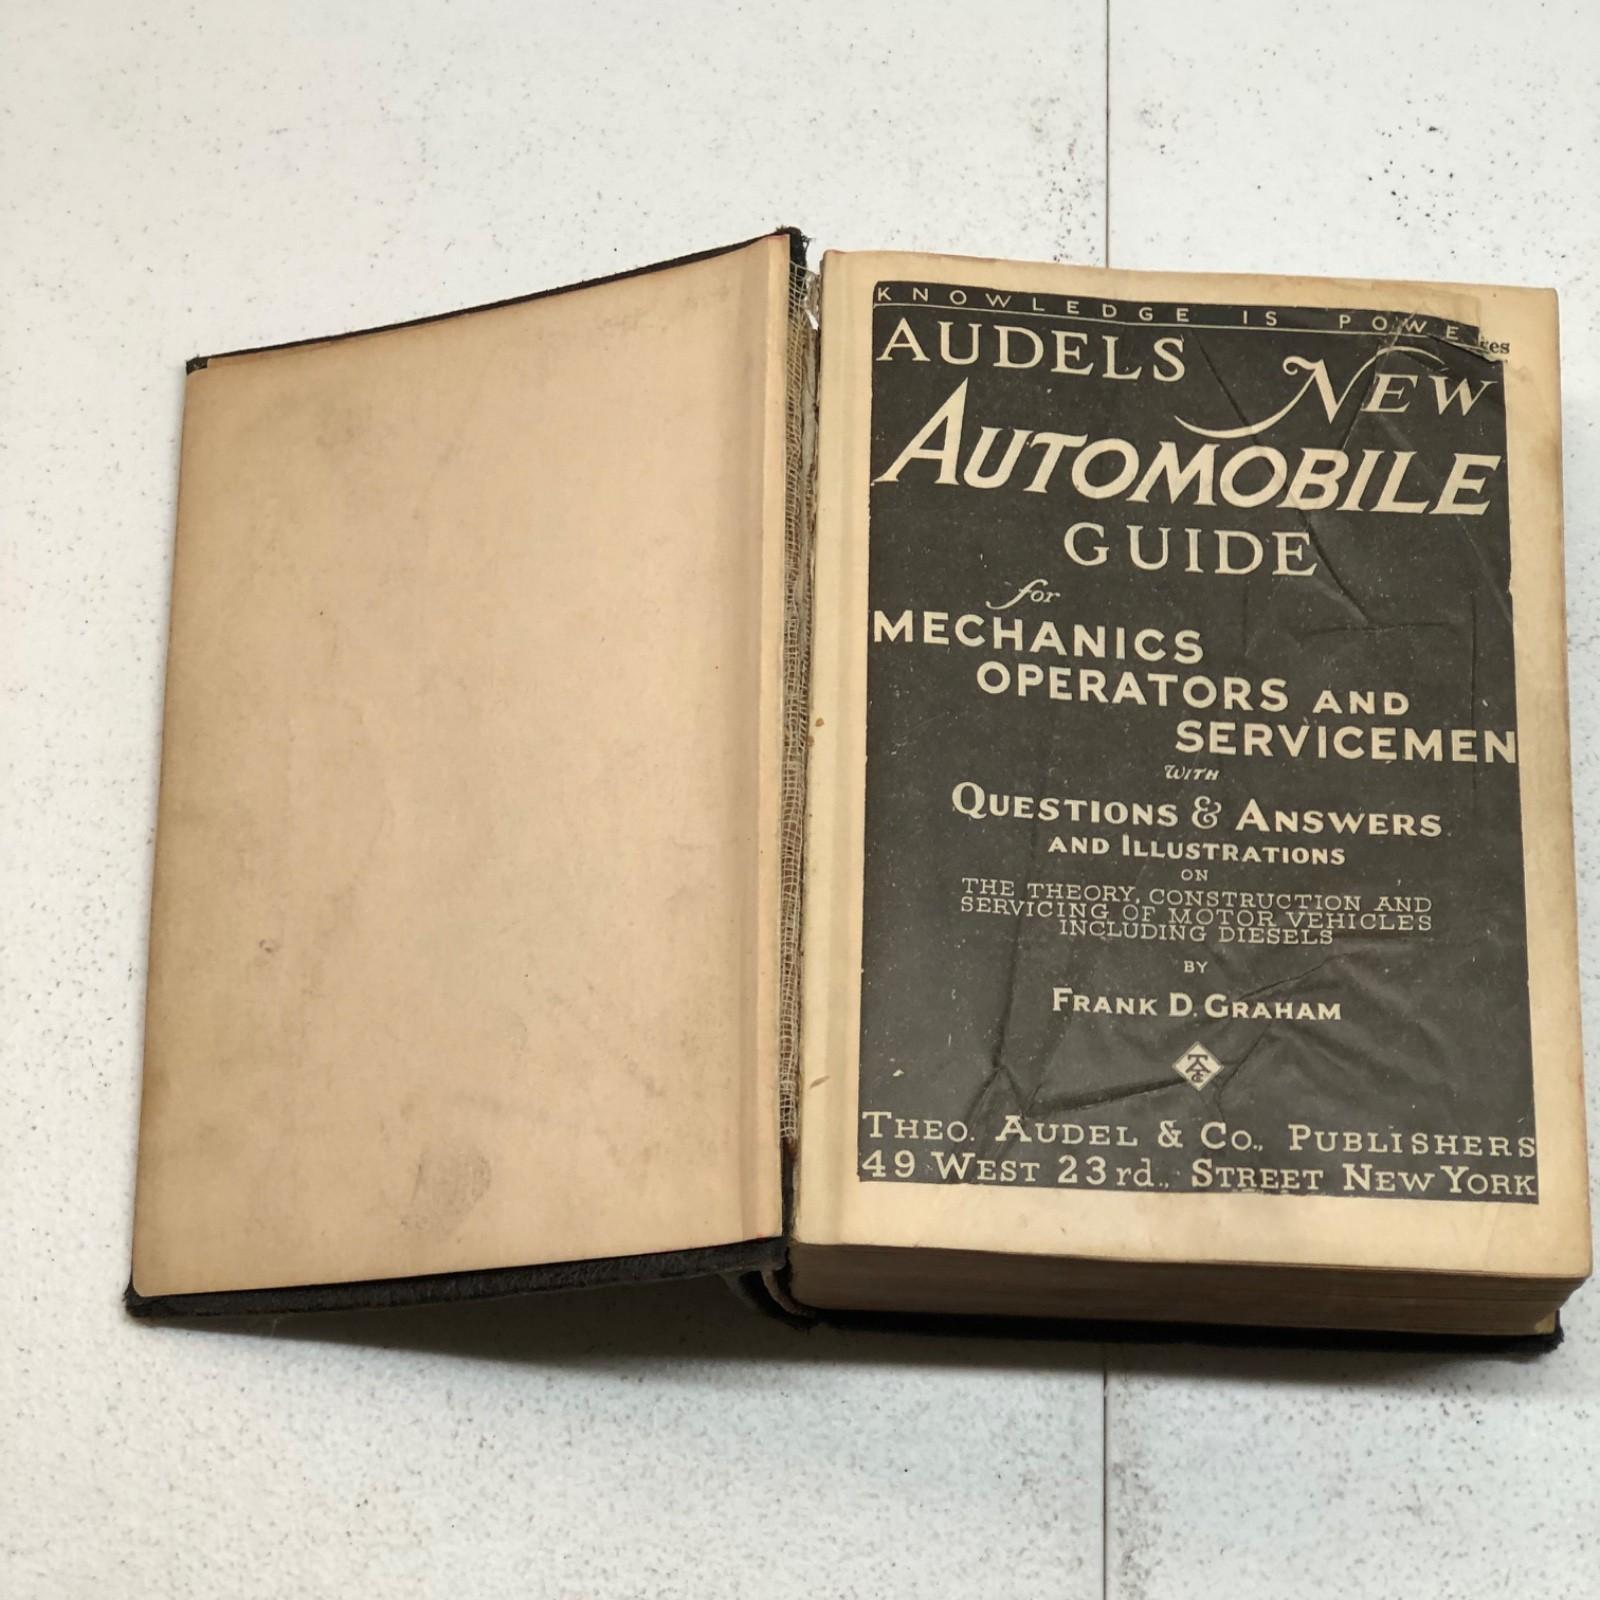 KNOWLEDGE IS POWE
res
AUDELS NEW
AUTOMOBILE
GUIDE
for
MECHANICS
OPERATORS AND
SERVICEMEN
WITH
QUESTIONS & ANSWERS
AND ILLUSTRATIONS
ON
THE THEORY, CONSTRUCTION AND
SERVICING OF MOTOR VEHICLES
INCLUDING DIESELS
BY
FRANK D. GRAHAM
THEO. AUDEL & CO., PUBLISHERS
49 WEST 23rd., STREET NEW YORK